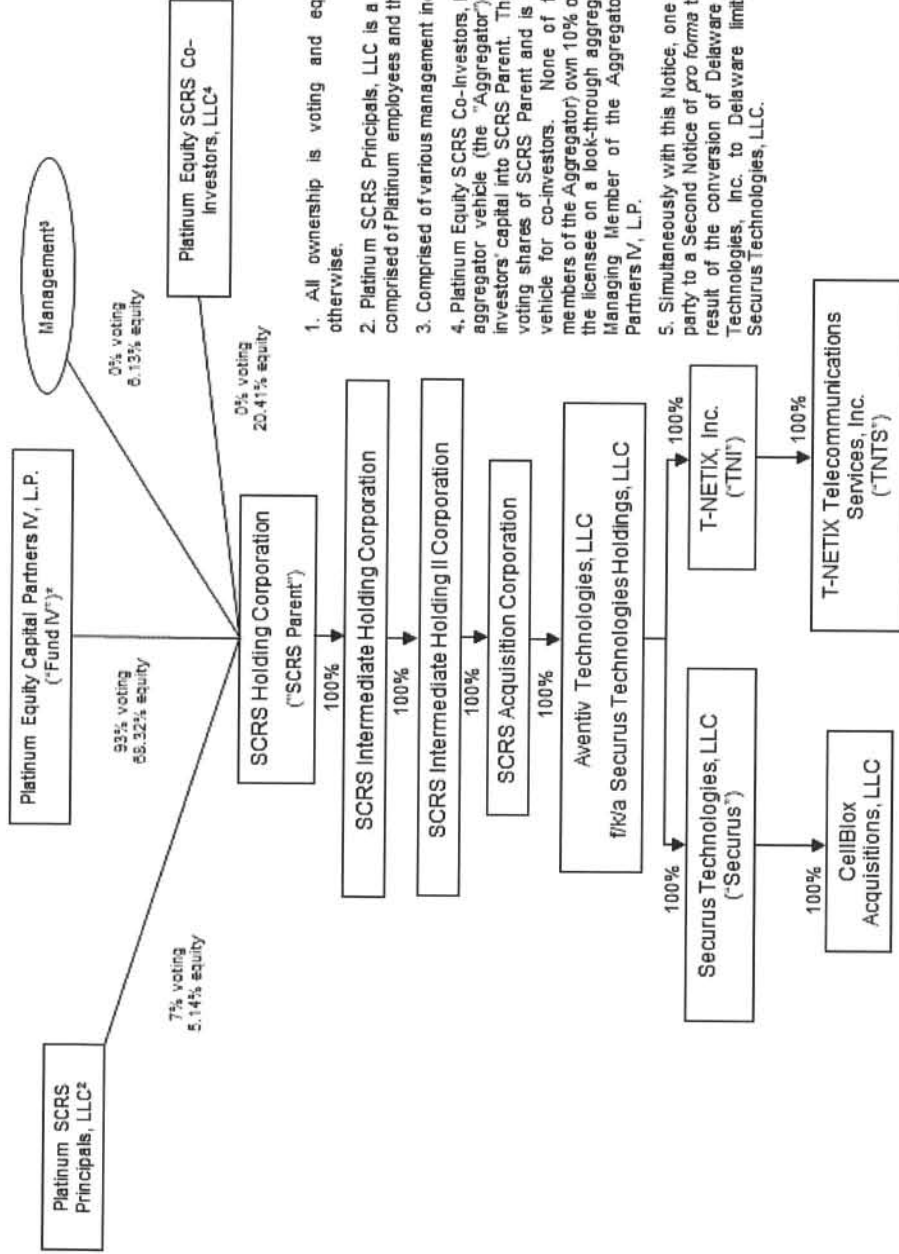 Platinum SCRS
Principals, LLC²
Platinum Equity Capital Partners IV, L.P.
("Fund IV")²
Management³
Platinum Equity SCRS Co-
Investors, LLC⁴
7% voting
5.14% equity
93% voting
68.32% equity
0% voting
6.13% equity
0% voting
20.41% equity
SCRS Holding Corporation
("SCRS Parent")
100%
SCRS Intermediate Holding Corporation
100%
SCRS Intermediate Holding II Corporation
100%
SCRS Acquisition Corporation
100%
Aventiv Technologies, LLC
f/k/a Securus Technologies Holdings, LLC
100%
100%
Securus Technologies, LLC
("Securus")
T-NETIX, Inc.
("TNI")
100%
100%
CellBlox
Acquisitions, LLC
T-NETIX Telecommunications
Services, Inc.
("TNTS")
1. All ownership is voting and eq
otherwise.
2. Platinum SCRS Principals, LLC is a
comprised of Platinum employees and th
3. Comprised of various management in
4. Platinum Equity SCRS Co-Investors,
aggregator vehicle (the "Aggregator")
investors' capital into SCRS Parent. Th
voting shares of SCRS Parent and is
vehicle for co-investors. None of
members of the Aggregator) own 10% o
the licensee on a look-through aggreg
Managing Member of the Aggregato
Partners IV, L.P.
5. Simultaneously with this Notice, one
party to a Second Notice of pro forma t
result of the conversion of Delaware
Technologies, Inc. to Delaware limit
Securus Technologies, LLC.